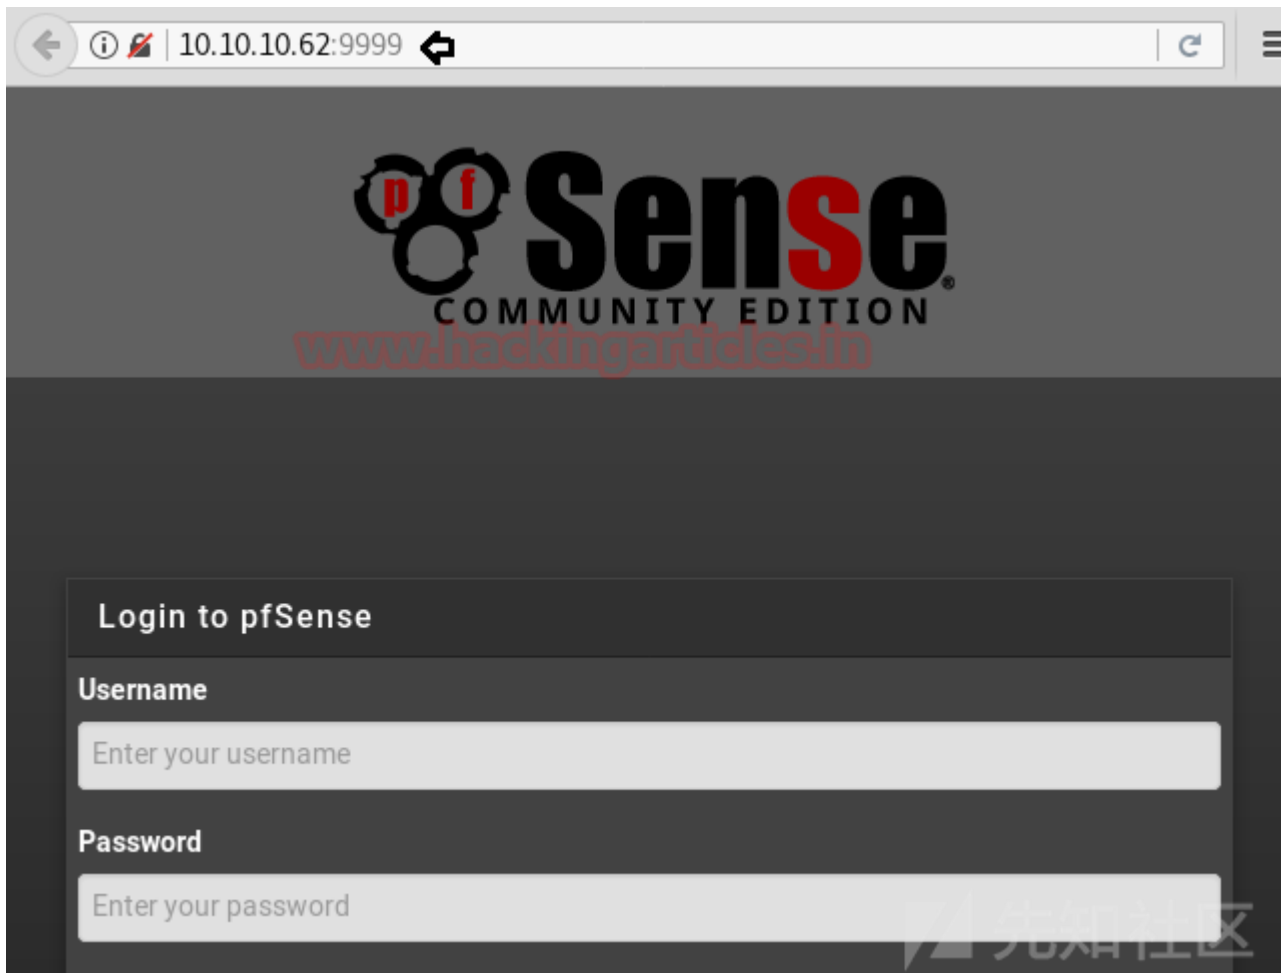 10.10.10.62:9999
pf Sense®
COMMUNITY EDITION
www.hackingarticles.in
Login to pfSense
Username
Enter your username
Password
Enter your password
先知社区